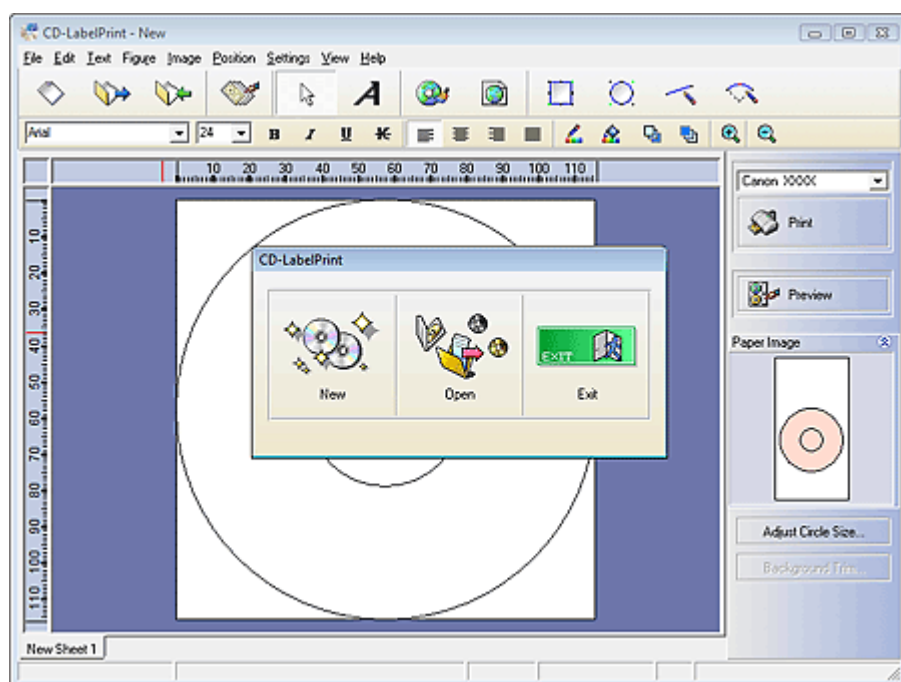 CD-LabelPrint - New
File Edit Text Figure Image Position Settings View Help
Arial 24 B I U K
10 20 30 40 50 60 70 80 90 100 110
Canon XXXX
Print
10
20
30
40
50
60
70
80
90
100
110
CD-LabelPrint
EXIT
New Open Exit
Preview
Paper Image
Adjust Circle Size...
Background Trim...
New Sheet 1